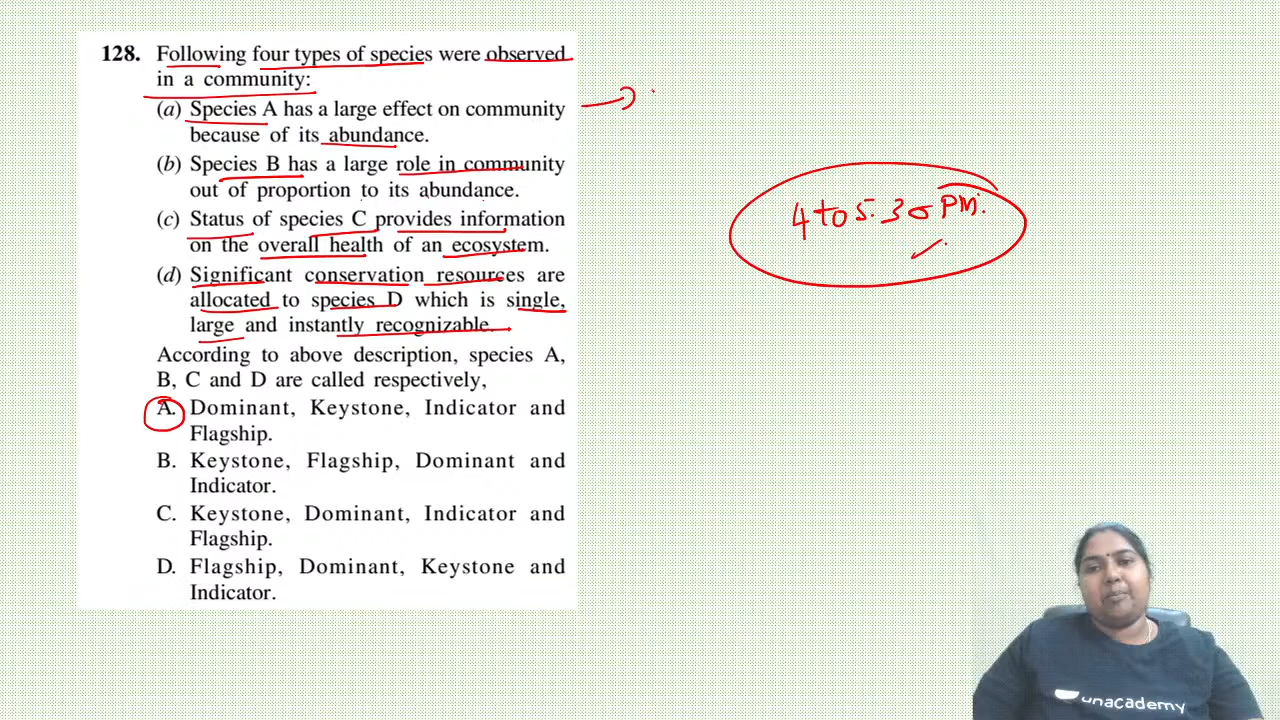 128. Following four types of species were observed
in a community:
(a) Species A has a large effect on community
because of its abundance.
(b) Species B has a large role in community
out of proportion to its abundance.
(c) Status of species C provides information
on the overall health of an ecosystem.
(d) Significant conservation resources are
allocated to species D which is single,
large and instantly recognizable.
According to above description, species A,
B, C and D are called respectively,
A. Dominant, Keystone, Indicator and
Flagship.
B. Keystone, Flagship, Dominant and
Indicator.
C. Keystone, Dominant, Indicator and
Flagship.
D. Flagship, Dominant, Keystone and
Indicator.
4 to 5.30 PM.
unacademy